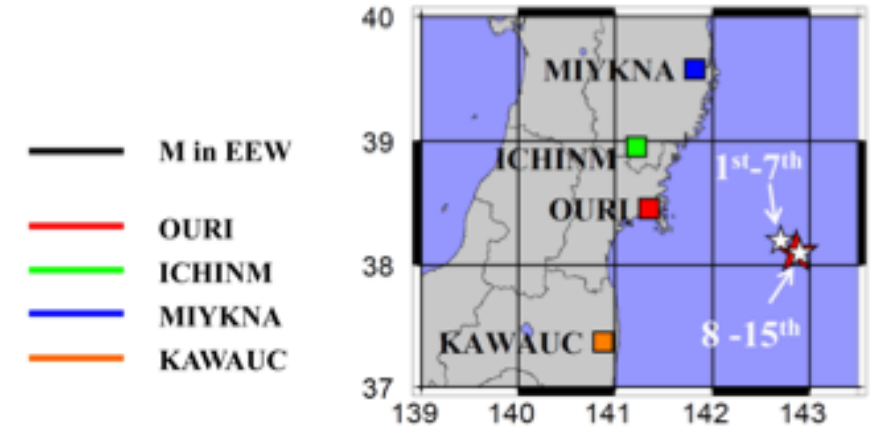 M in EEW
OURI
ICHINM
MIYKNA
KAWAUC
40
MIYKNA
39
ICHINM
1st-7th
OURI
38
8 -15th
KAWAUC
37
139 140 141 142 143